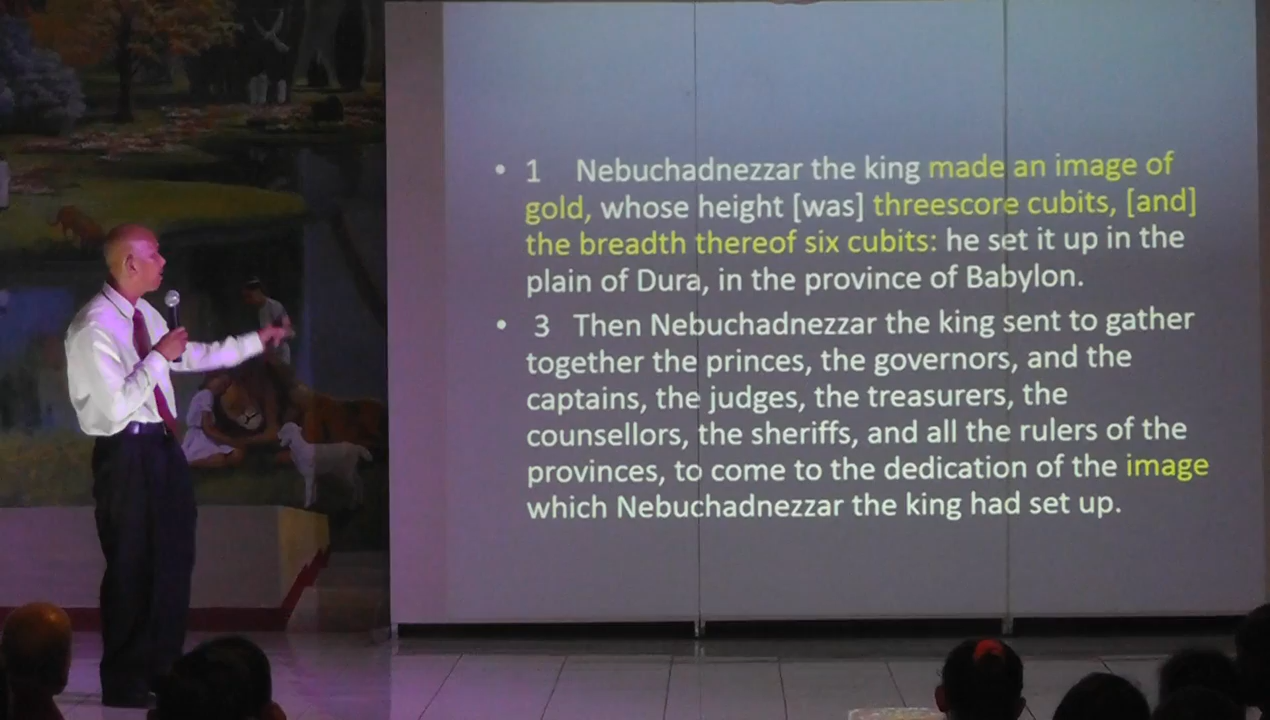 • 1 Nebuchadnezzar the king made an image of
gold, whose height [was] threescore cubits, [and]
the breadth thereof six cubits: he set it up in the
plain of Dura, in the province of Babylon.
• 3 Then Nebuchadnezzar the king sent to gather
together the princes, the governors, and the
captains, the judges, the treasurers, the
counsellors, the sheriffs, and all the rulers of the
provinces, to come to the dedication of the image
which Nebuchadnezzar the king had set up.